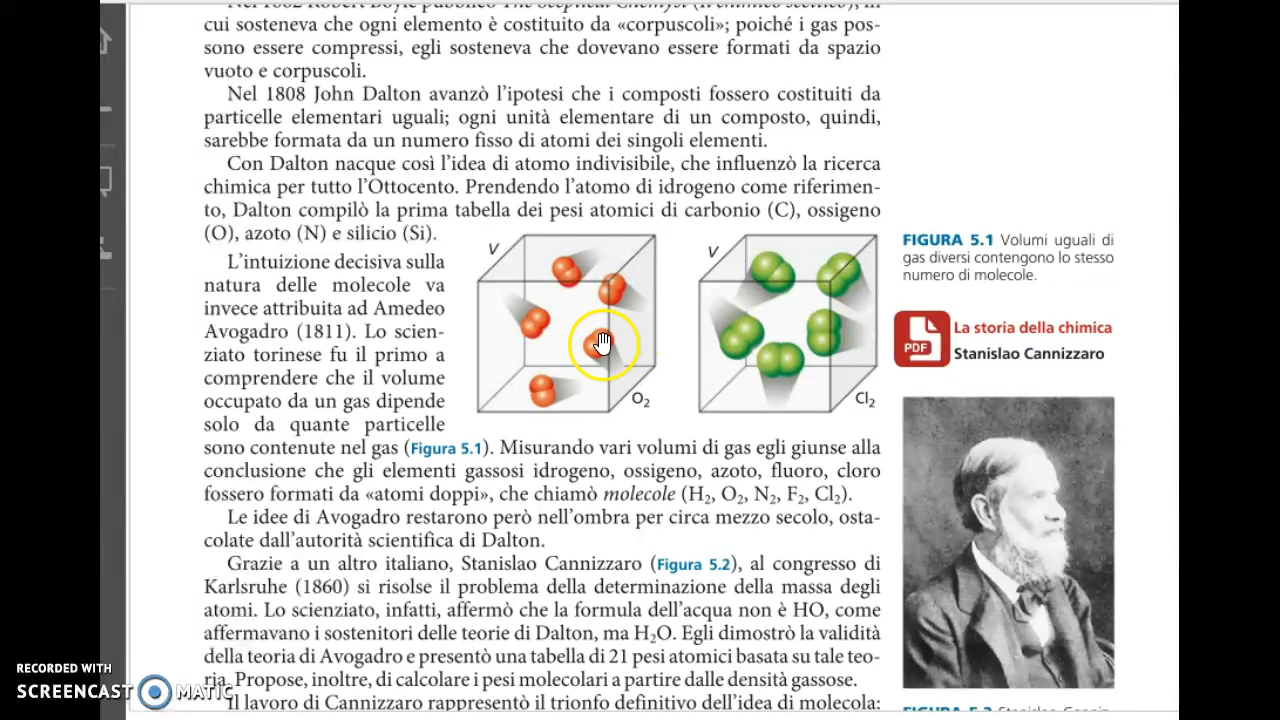 Nel 1662 Robert Boyle pubblicò The Sceptical Chemyst (Il chimico scettico), in
cui sosteneva che ogni elemento è costituito da «corpuscoli»; poiché i gas pos-
sono essere compressi, egli sosteneva che dovevano essere formati da spazio
vuoto e corpuscoli.
Nel 1808 John Dalton avanzò l'ipotesi che i composti fossero costituiti da
particelle elementari uguali; ogni unità elementare di un composto, quindi,
sarebbe formata da un numero fisso di atomi dei singoli elementi.
Con Dalton nacque così l'idea di atomo indivisibile, che influenzò la ricerca
chimica per tutto l'Ottocento. Prendendo l'atomo di idrogeno come riferimen-
to, Dalton compilò la prima tabella dei pesi atomici di carbonio (C), ossigeno
(O), azoto (N) e silicio (Si).
L'intuizione decisiva sulla
natura delle molecole va
invece attribuita ad Amedeo
Avogadro (1811). Lo scien-
ziato torinese fu il primo a
comprendere che il volume
occupato da un gas dipende
solo da quante particelle
sono contenute nel gas (Figura 5.1). Misurando vari volumi di gas egli giunse alla
conclusione che gli elementi gassosi idrogeno, ossigeno, azoto, fluoro, cloro
fossero formati da «atomi doppi», che chiamò molecole (H₂, O₂, N₂, F₂, Cl₂).
Le idee di Avogadro restarono però nell'ombra per circa mezzo secolo, osta-
colate dall'autorità scientifica di Dalton.
Grazie a un altro italiano, Stanislao Cannizzaro (Figura 5.2), al congresso di
Karlsruhe (1860) si risolse il problema della determinazione della massa degli
atomi. Lo scienziato, infatti, affermò che la formula dell'acqua non è HO, come
affermavano i sostenitori delle teorie di Dalton, ma H₂O. Egli dimostrò la validità
della teoria di Avogadro e presentò una tabella di 21 pesi atomici basata su tale teo-
ria. Propose, inoltre, di calcolare i pesi molecolari a partire dalle densità gassose.
Il lavoro di Cannizzaro rappresentò il trionfo definitivo dell'idea di molecola:
V
O₂
V
Cl₂
FIGURA 5.1 Volumi uguali di
gas diversi contengono lo stesso
numero di molecole.
PDF
La storia della chimica
Stanislao Cannizzaro
RECORDED WITH
SCREENCAST MATIC